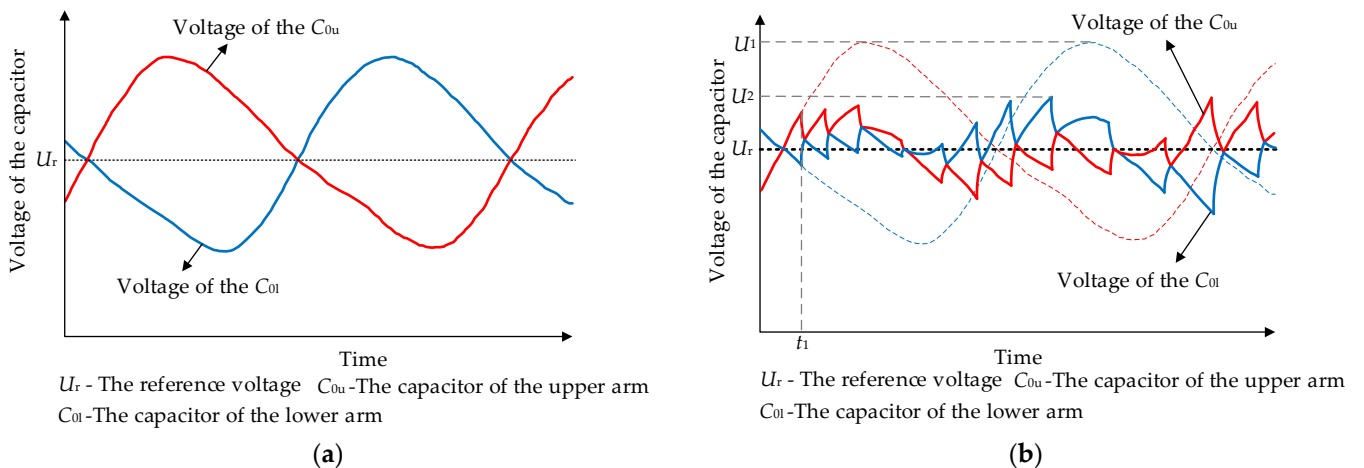 Voltage of the C0u
Voltage of the capacitor
Ur
Voltage of the C0l
Time
Ur - The reference voltage C0u-The capacitor of the upper arm
C0l-The capacitor of the lower arm
(a)
Voltage of the C0u
U1
U2
Voltage of the capacitor
Ur
Voltage of the C0l
t1
Time
Ur - The reference voltage C0u-The capacitor of the upper arm
C0l-The capacitor of the lower arm
(b)